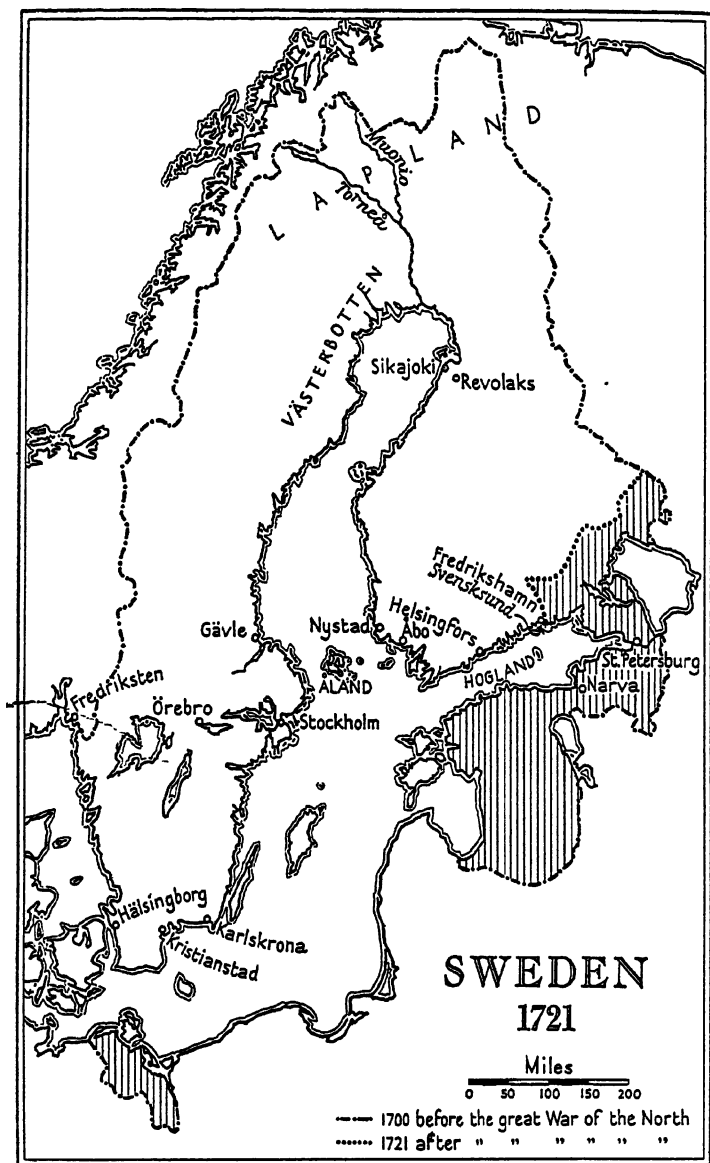 LAPLAND
Muonio
Torneå
VÄSTERBOTTEN
Sikajoki
Revolaks
Fredrikshamn
Svensksund
Helsingfors
Nystad
Åbo
Gävle
ÅLAND
HOGLAND
St. Petersburg
Narva
Fredriksten
Örebro
Stockholm
Hälsingborg
Karlskrona
Kristianstad
SWEDEN
1721
Miles
0 50 100 150 200
1700 before the great War of the North
1721 after " " " " " "